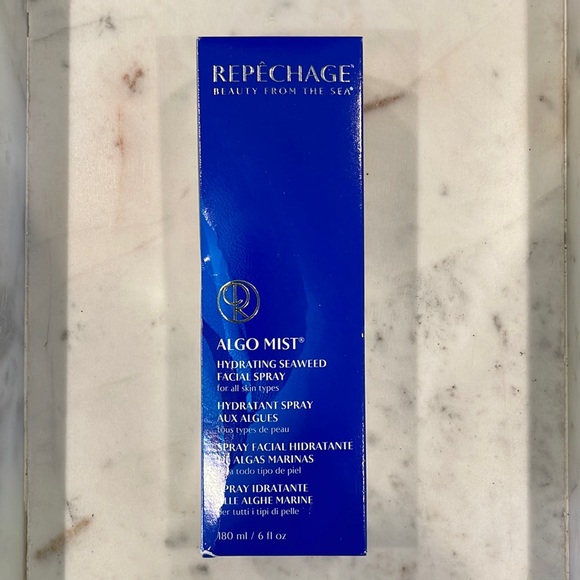 REPÊCHAGE
BEAUTY FROM THE SEA®
ALGO MIST®
HYDRATING SEAWEED
FACIAL SPRAY
for all skin types
HYDRATANT SPRAY
AUX ALGUES
tous types de peau
SPRAY FACIAL HIDRATANTE
DE ALGAS MARINAS
todo tipo de piel
SPRAY IDRATANTE
ALLE ALGHE MARINE
per tutti i tipi di pelle
180 ml / 6 fl oz